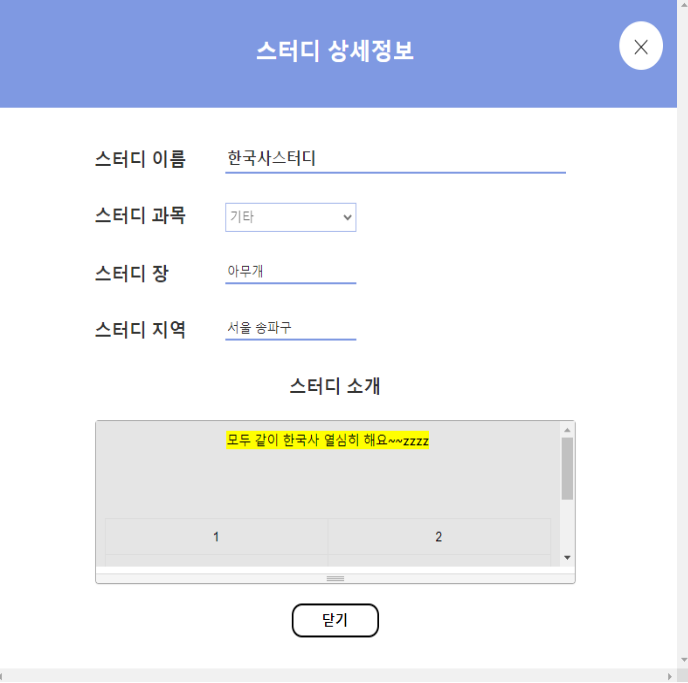 스터디 상세정보
스터디 이름 한국사스터디
스터디 과목 기타
스터디 장 아무개
스터디 지역 서울 송파구
스터디 소개
모두 같이 한국사 열심히 해요~~zzzz
1 2
닫기